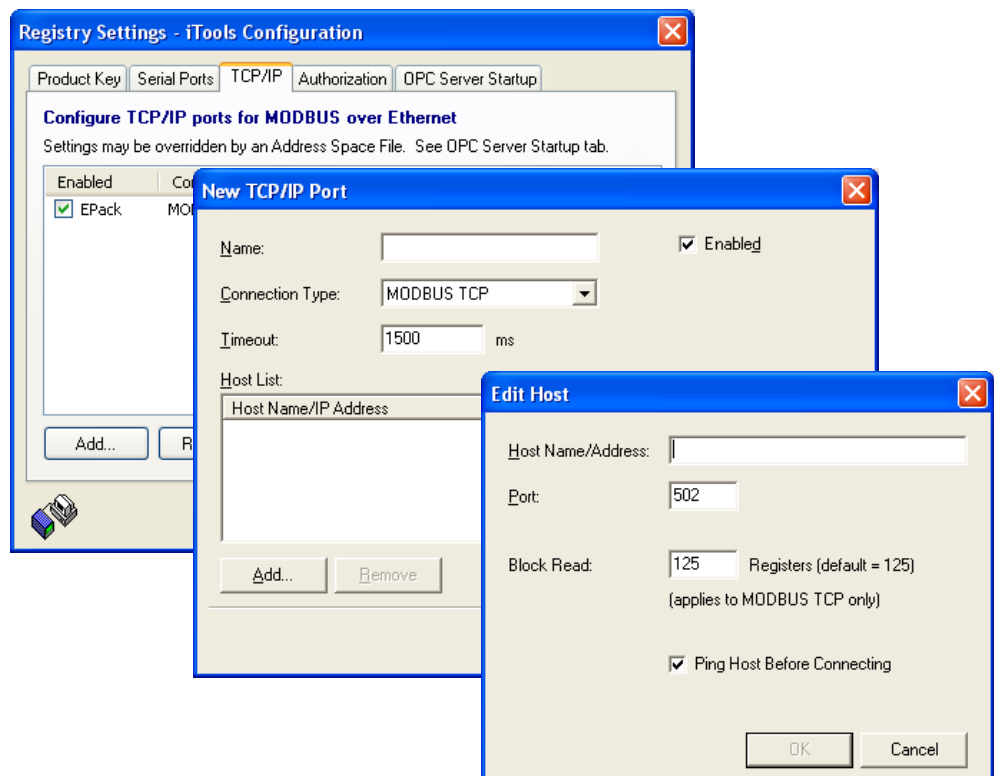 Registry Settings - iTools Configuration
Product Key Serial Ports TCP/IP Authorization OPC Server Startup
Configure TCP/IP ports for MODBUS over Ethernet
Settings may be overridden by an Address Space File. See OPC Server Startup tab.
Enabled
EPack
Add...
New TCP/IP Port
Name:
Enabled
Connection Type: MODBUS TCP
Timeout: 1500 ms
Host List:
Host Name/IP Address
Add... Remove
Edit Host
Host Name/Address:
Port: 502
Block Read: 125 Registers (default = 125)
(applies to MODBUS TCP only)
Ping Host Before Connecting
OK Cancel